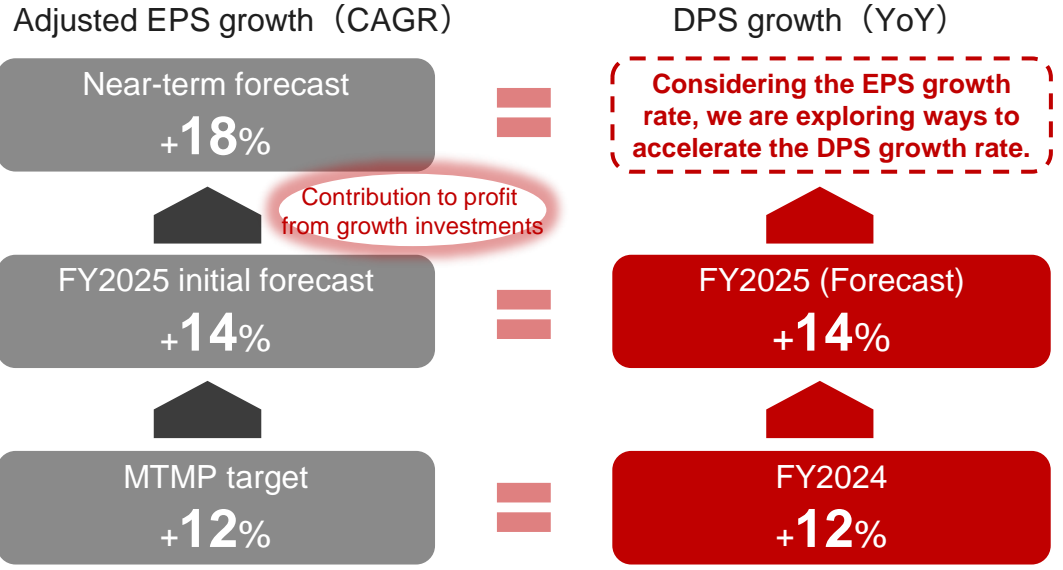 Adjusted EPS growth（CAGR）
Near-term forecast
+18%
Contribution to profit
from growth investments
FY2025 initial forecast
+14%
MTMP target
+12%
DPS growth（YoY）
Considering the EPS growth
rate, we are exploring ways to
accelerate the DPS growth rate.
FY2025 (Forecast)
+14%
FY2024
+12%